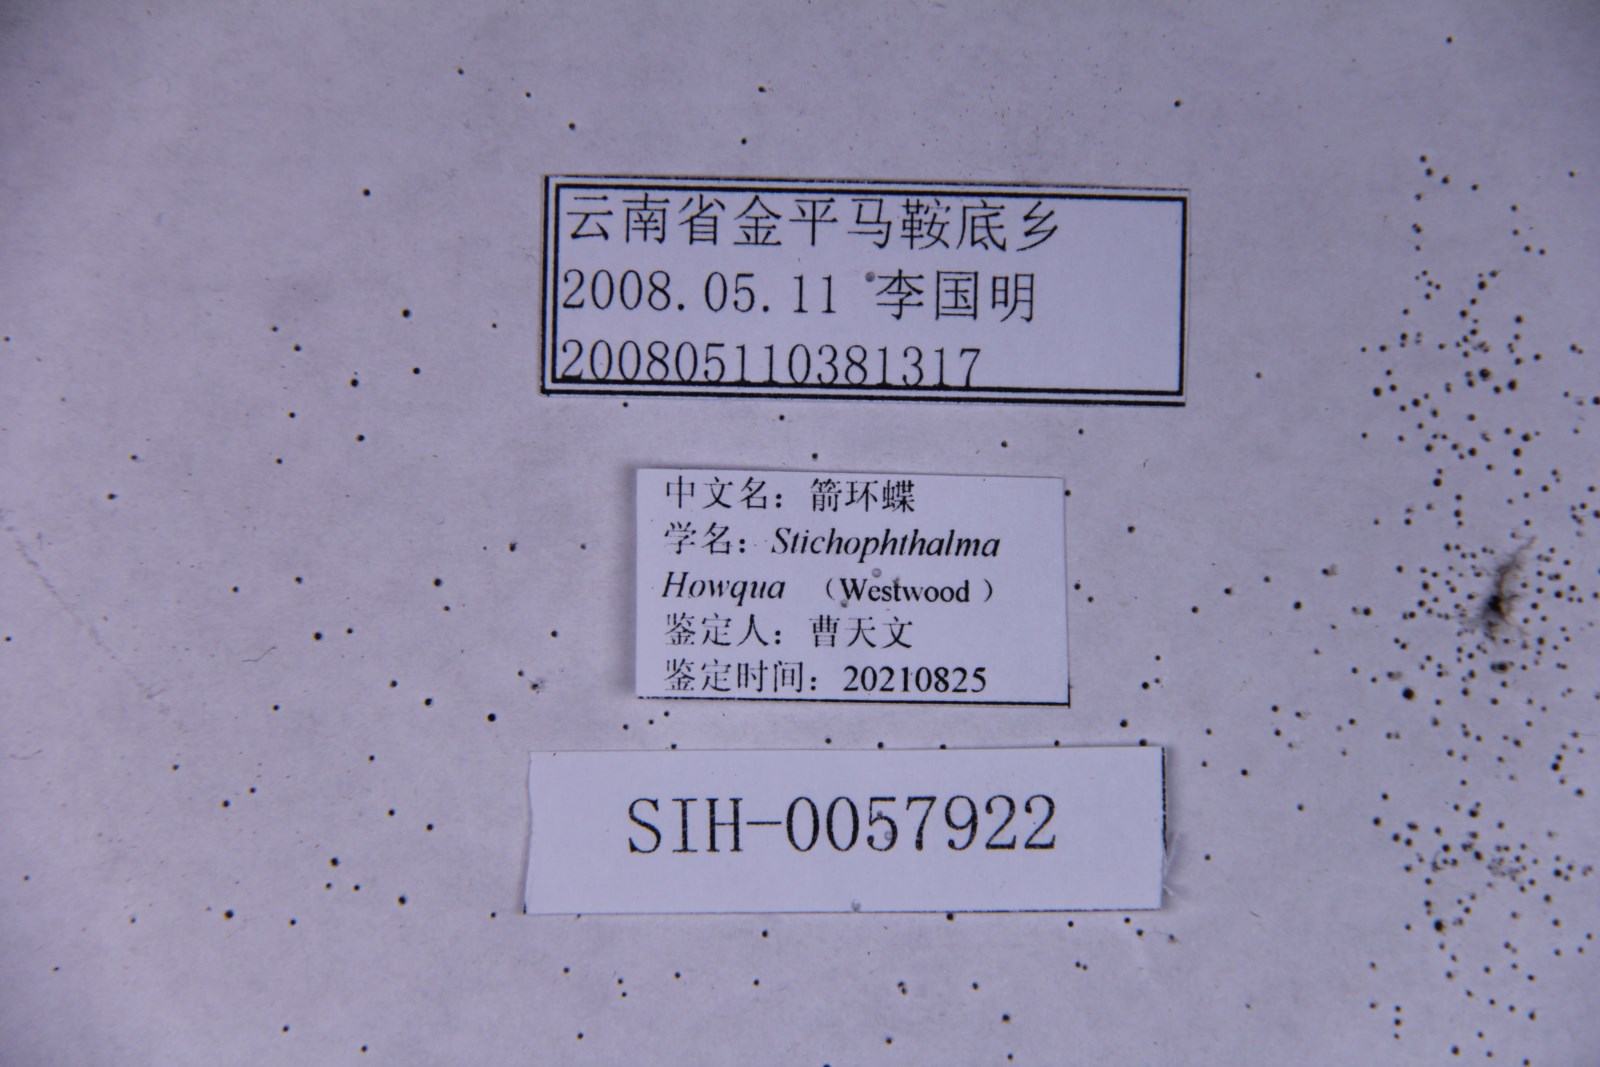 云南省金平马鞍底乡
2008.05.11 李国明
200805110381317
中文名：箭环蝶
学名：Stichophthalma
Howqua （Westwood）
鉴定人：曹天文
鉴定时间：20210825
SIH-0057922